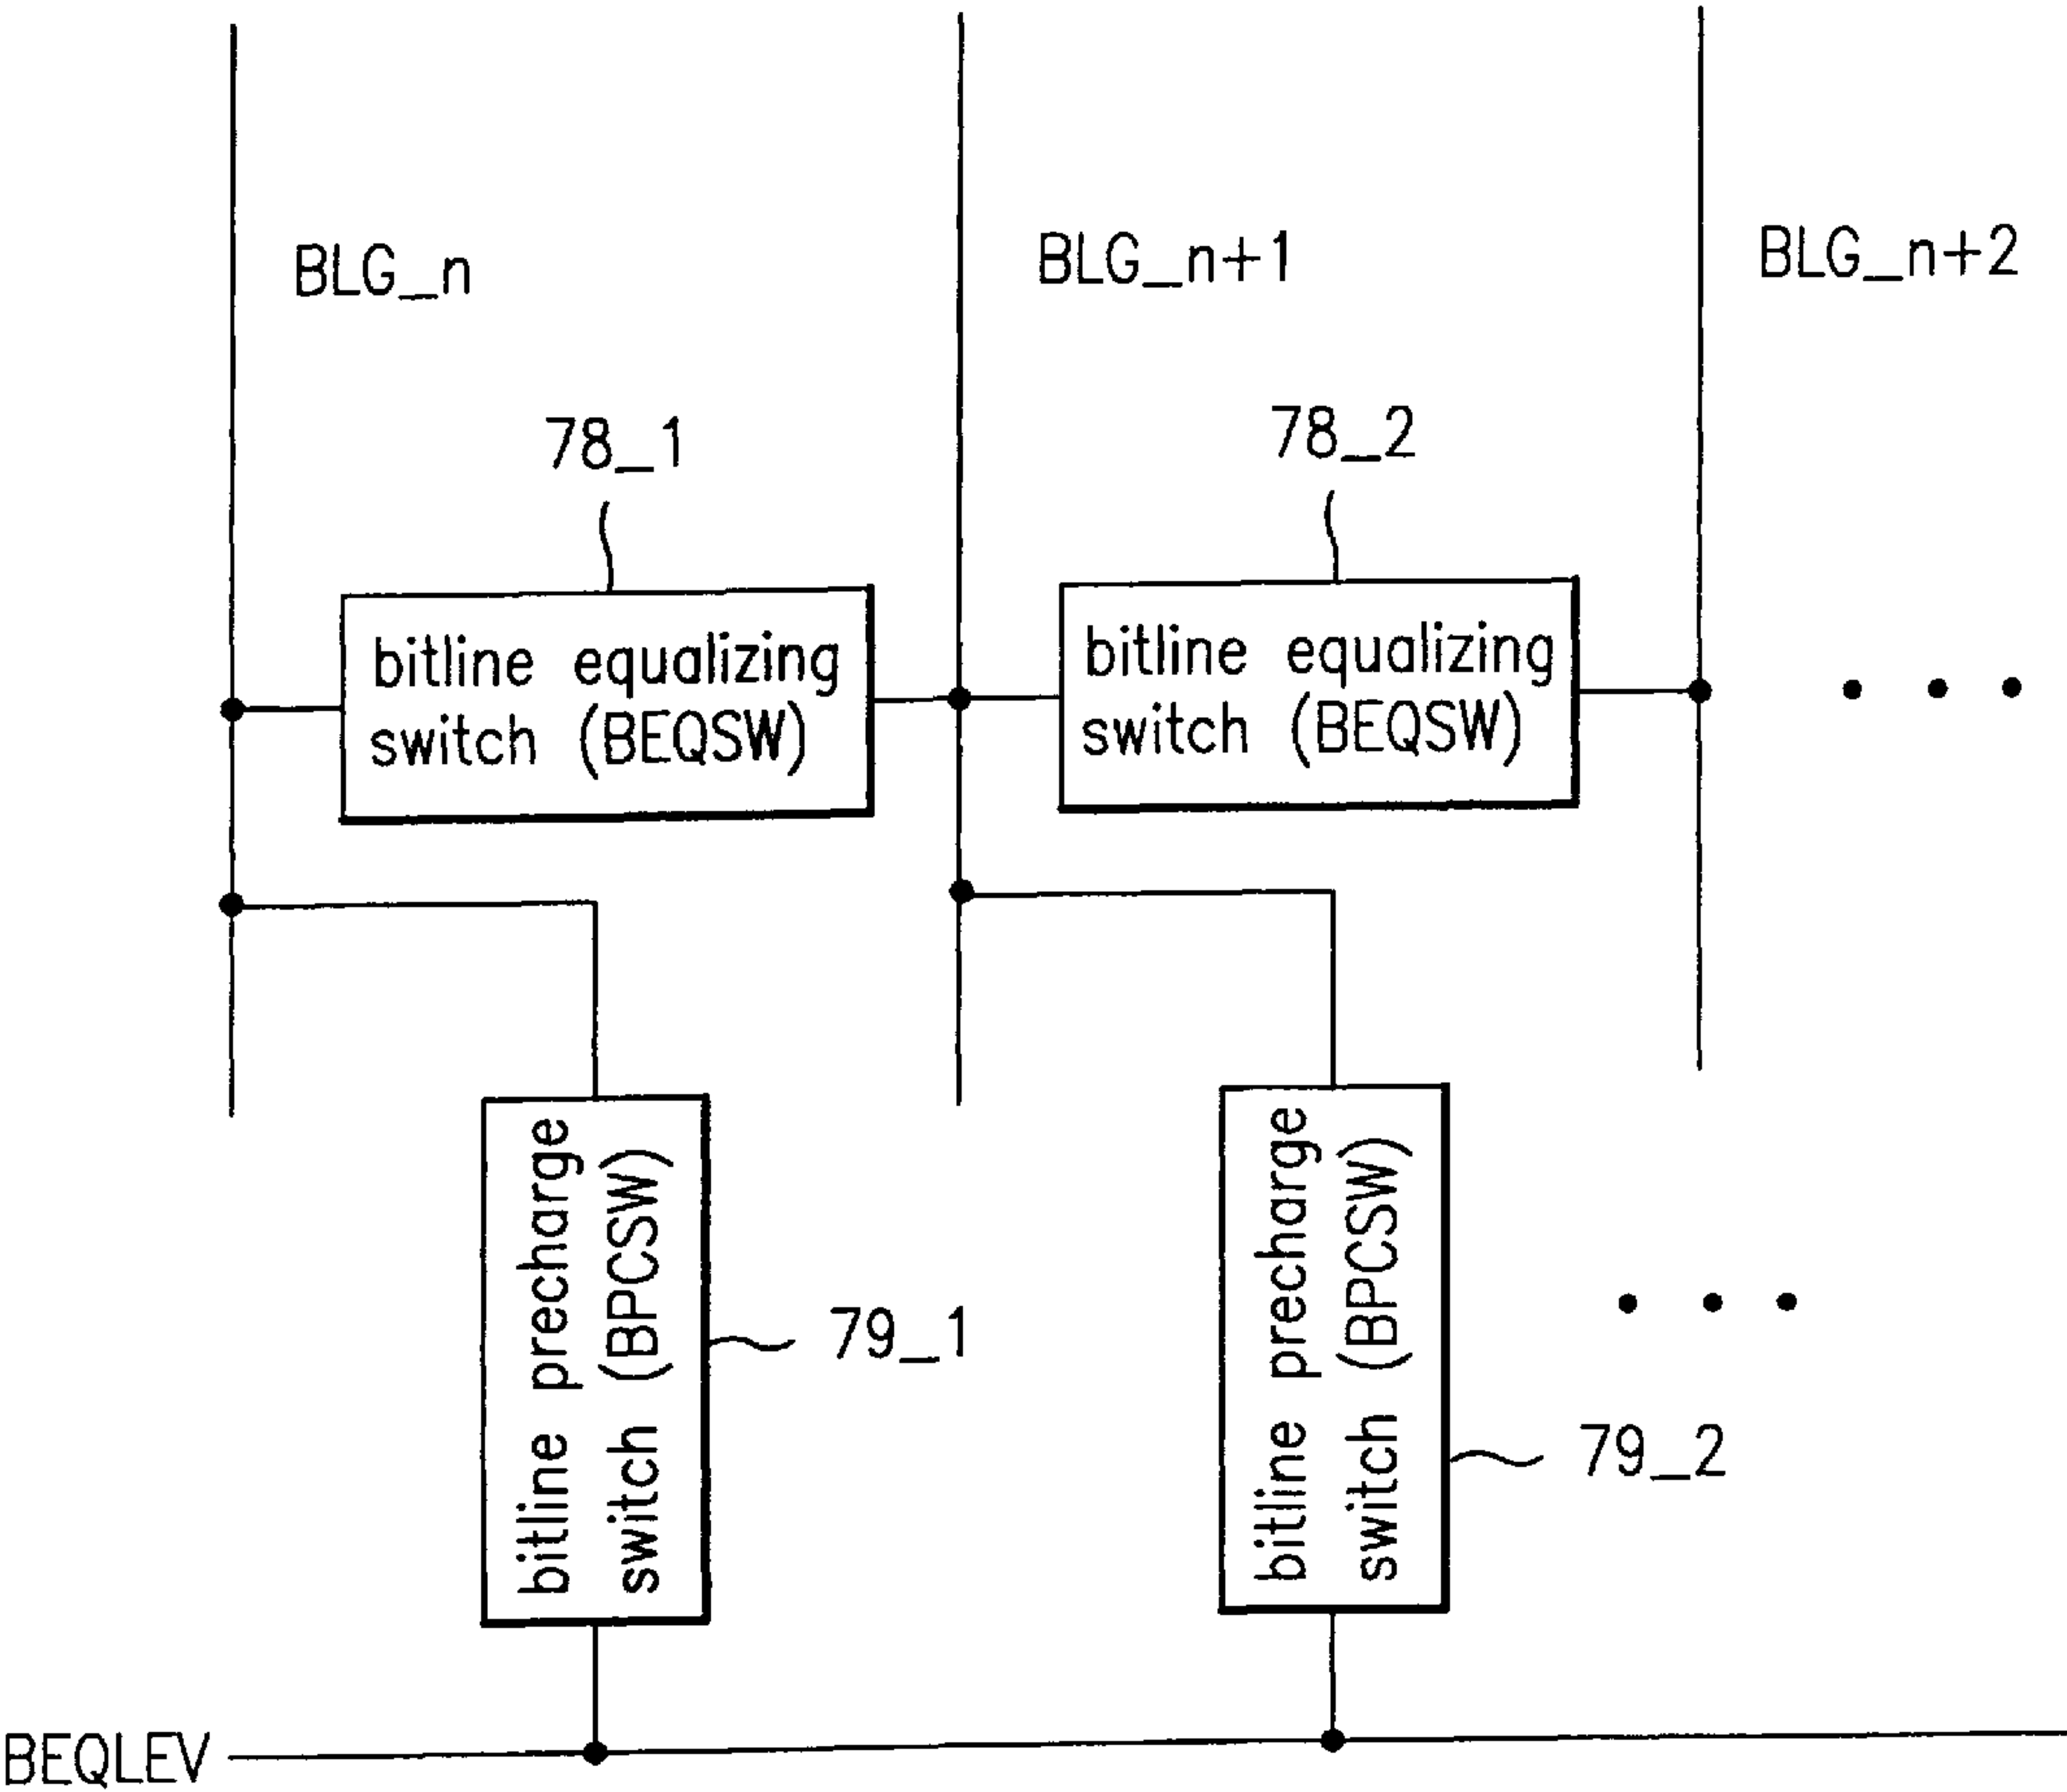 BLG_n
BLG_n+1
BLG_n+2
78_1
78_2
bitline equalizing
switch (BEQSW)
bitline equalizing
switch (BEQSW)
bitline precharge
switch (BPCSW)
79_1
bitline precharge
switch (BPCSW)
79_2
BEQLEV